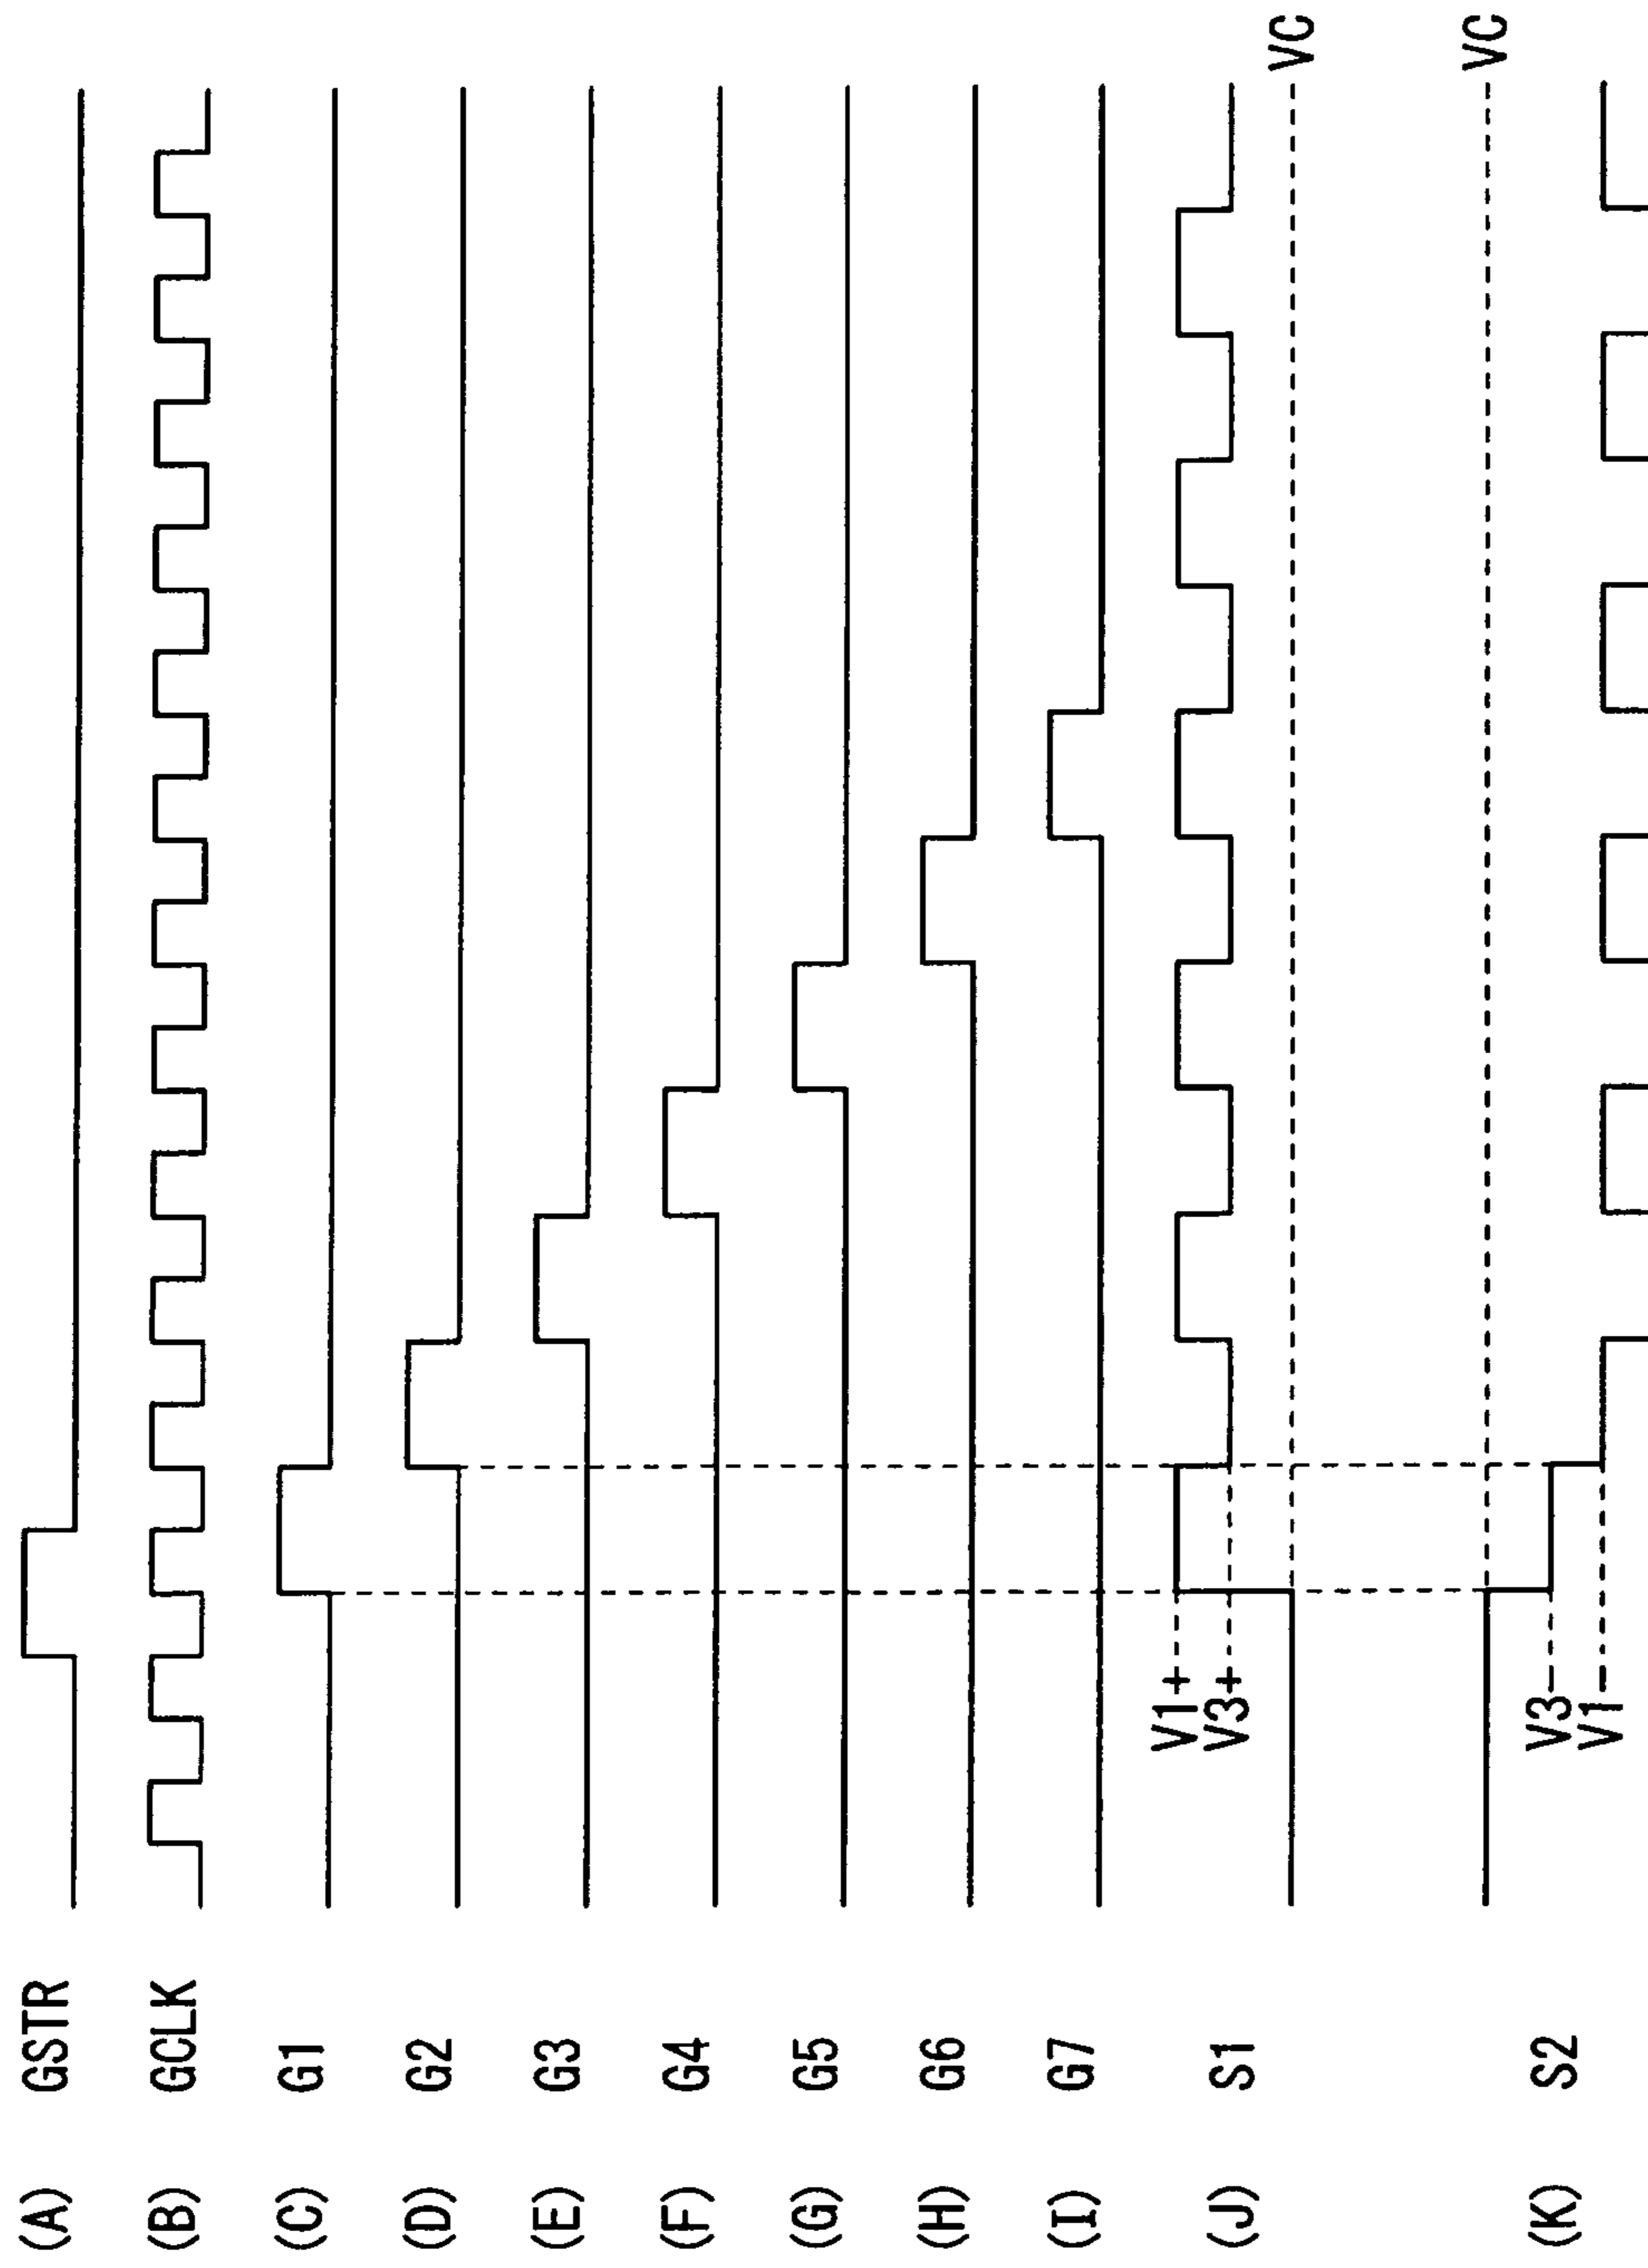 (A) GSTR
(B) GCLK
(C) G1
(D) G2
(E) G3
(F) G4
(G) G5
(H) G6
(I) G7
(J) S1
V1+
V3+
VC
(K) S2
VC
V3-
V1-